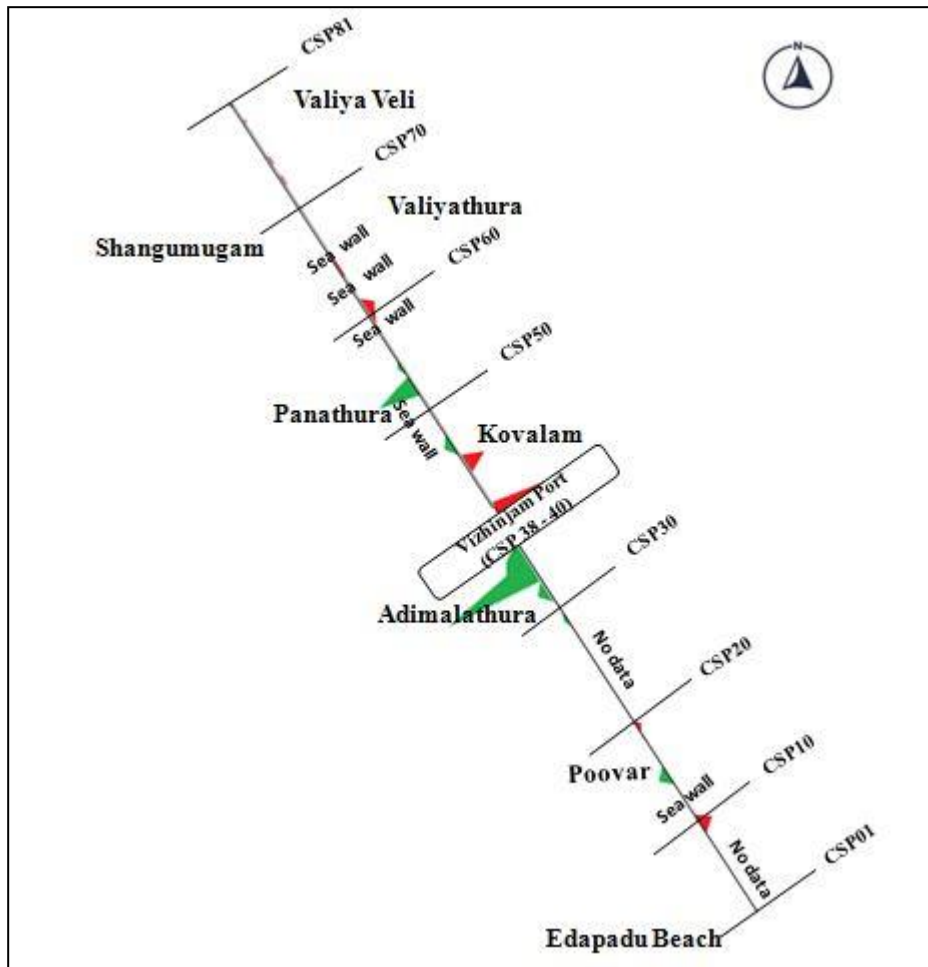 CSP81
N
Valiya Veli
CSP70
Valiyathura
Shangumugam
Sea wall
CSP60
Sea wall
Sea wall
CSP50
Panathura
Sea wall
Kovalam
Vizhinjam Port
(CSP 38 - 40)
CSP30
Adimalathura
No data
CSP20
Poovar
CSP10
Sea wall
CSP01
No data
Edapadu Beach